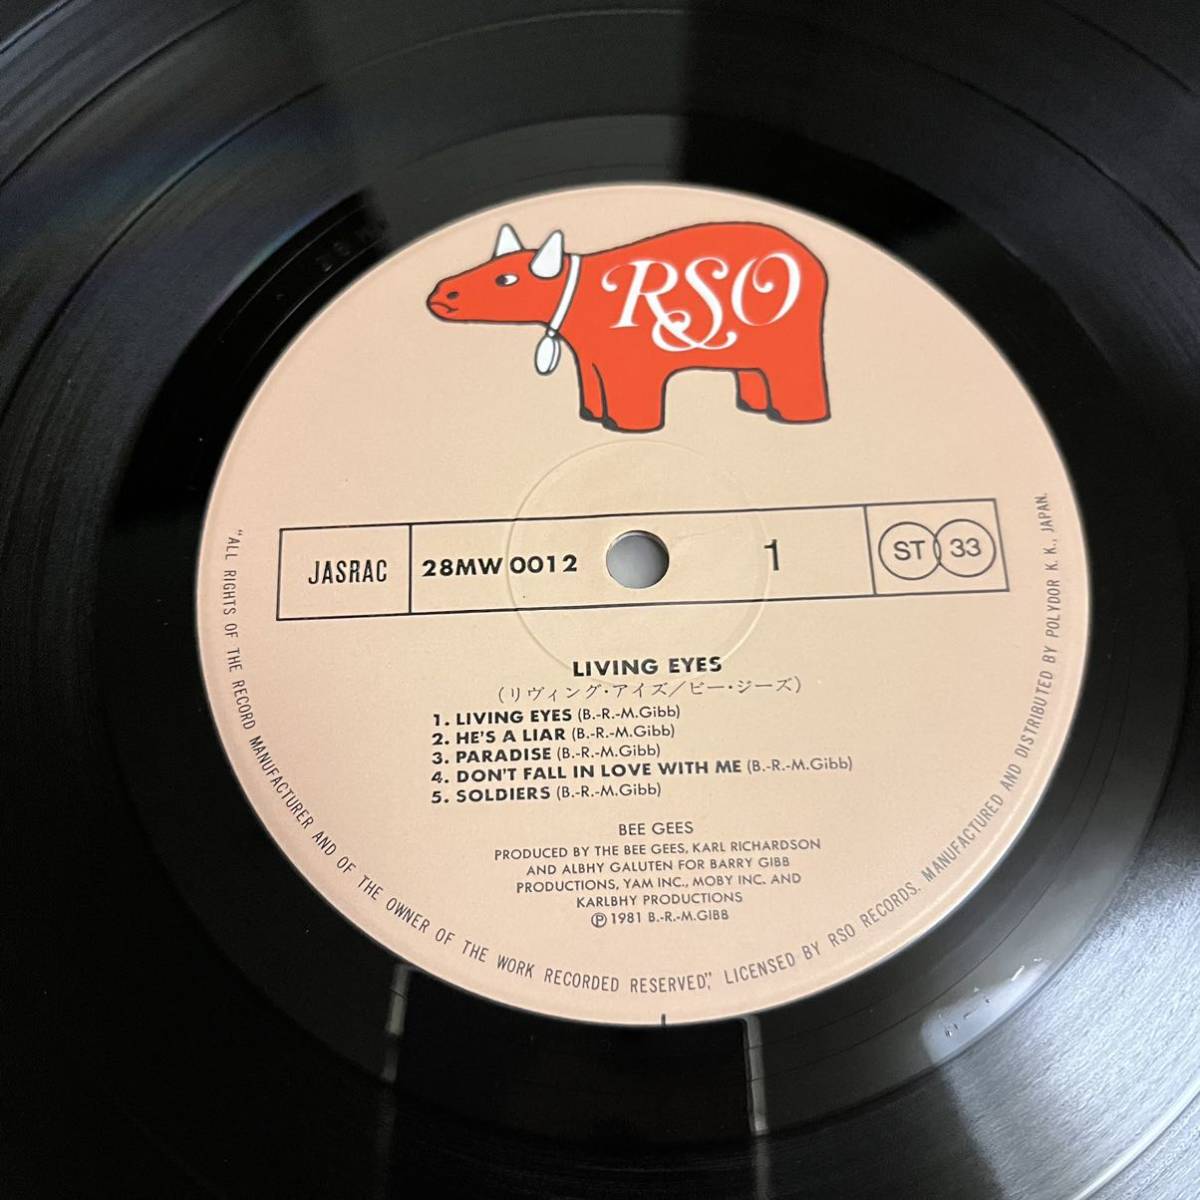 RSO
JASRAC 28MW 0012 1 ST 33
LIVING EYES
(リヴィング・アイズ/ビー・ジーズ)
1. LIVING EYES (B.-R.-M.Gibb)
2. HE'S A LIAR (B.-R.-M.Gibb)
3. PARADISE (B.-R.-M.Gibb)
4. DON'T FALL IN LOVE WITH ME (B.-R.-M.Gibb)
5. SOLDIERS (B.-R.-M.Gibb)
BEE GEES
PRODUCED BY THE BEE GEES, KARL RICHARDSON
AND ALBHY GALUTEN FOR BARRY GIBB
PRODUCTIONS, YAM INC., MOBY INC. AND
KARLBHY PRODUCTIONS
Ⓟ 1981 B.-R.-M.GIBB
"ALL RIGHTS OF THE RECORD MANUFACTURER AND OF THE OWNER OF THE WORK RECORDED RESERVED", LICENSED BY RSO RECORDS. MANUFACTURED AND DISTRIBUTED BY POLYDOR K. K., JAPAN.